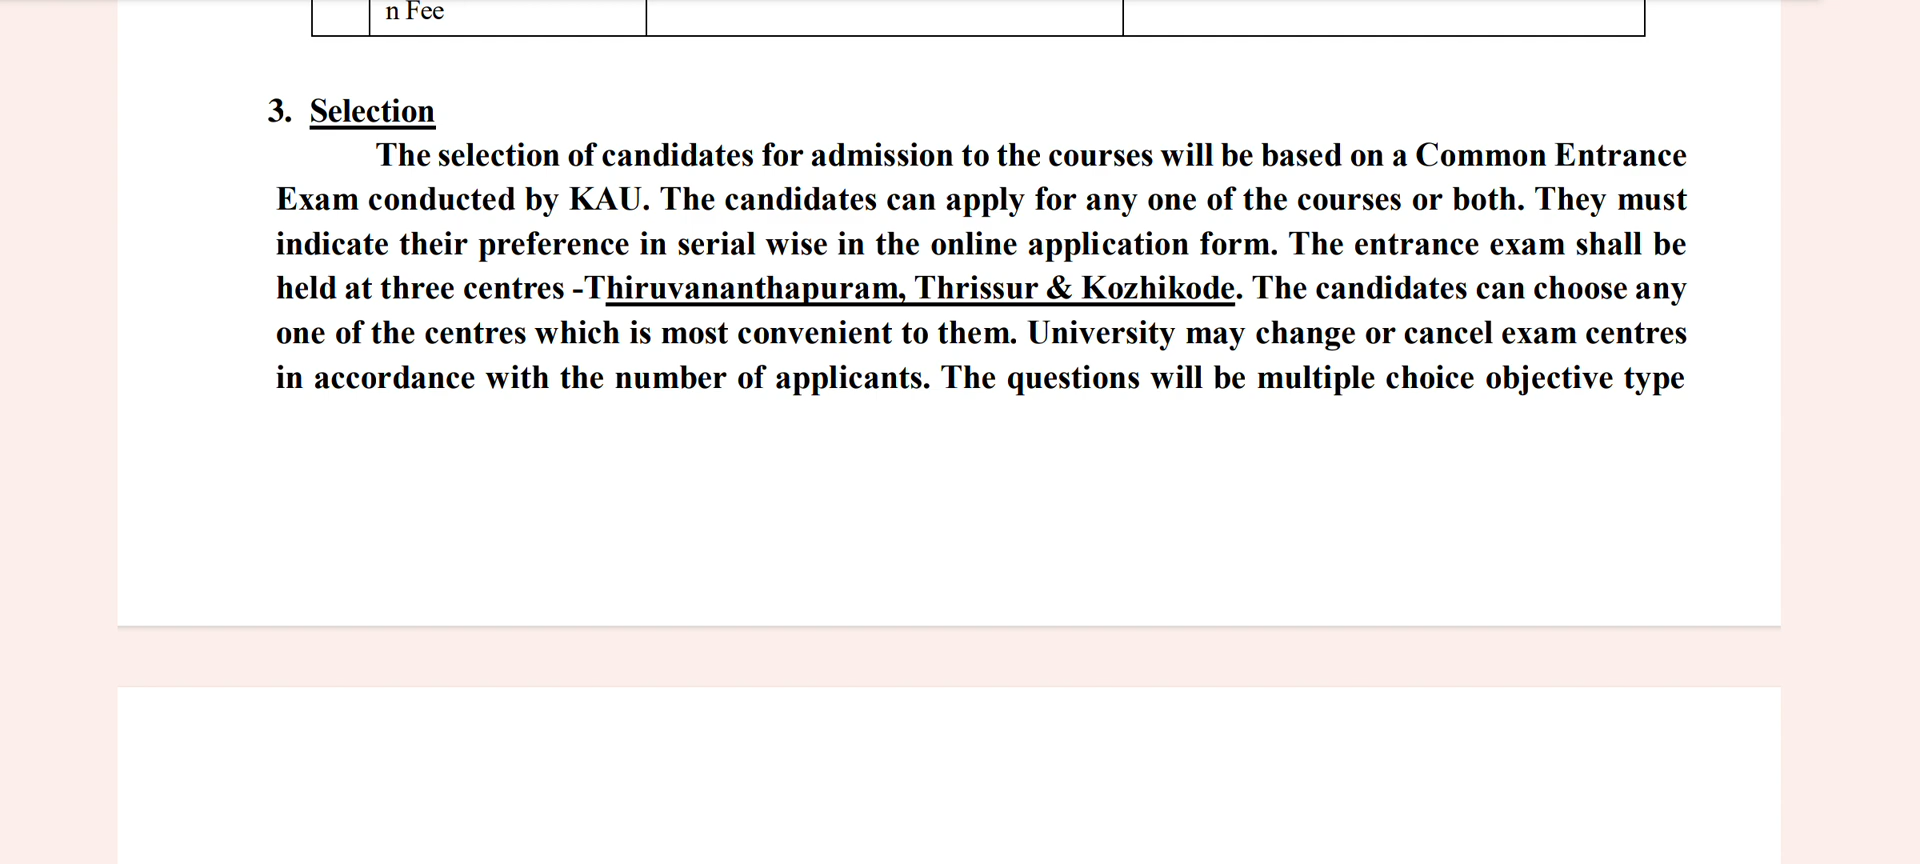 n Fee
3. Selection
The selection of candidates for admission to the courses will be based on a Common Entrance
Exam conducted by KAU. The candidates can apply for any one of the courses or both. They must
indicate their preference in serial wise in the online application form. The entrance exam shall be
held at three centres -Thiruvananthapuram, Thrissur & Kozhikode. The candidates can choose any
one of the centres which is most convenient to them. University may change or cancel exam centres
in accordance with the number of applicants. The questions will be multiple choice objective type